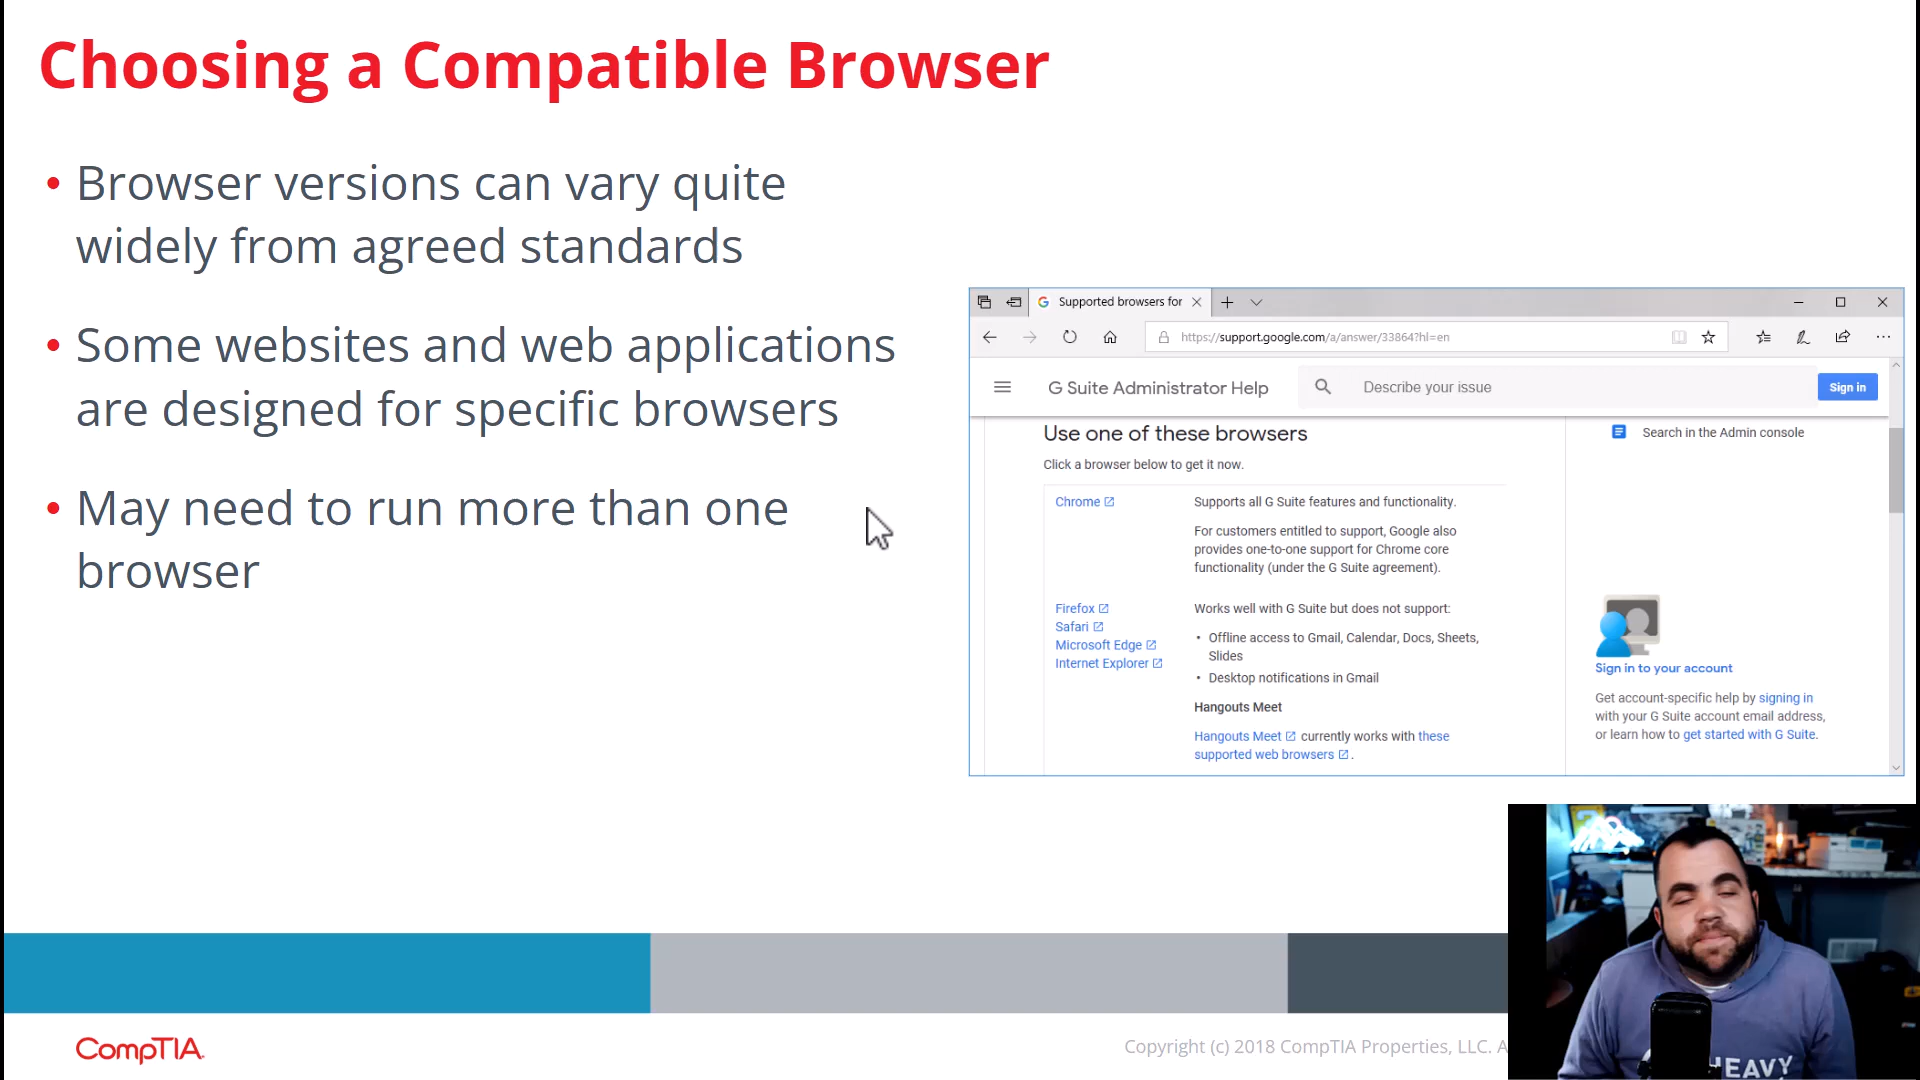 Choosing a Compatible Browser
• Browser versions can vary quite
widely from agreed standards
• Some websites and web applications
are designed for specific browsers
• May need to run more than one
browser
Supported browsers for
https://support.google.com/a/answer/33864?hl=en
G Suite Administrator Help
Describe your issue
Sign in
Use one of these browsers
Click a browser below to get it now.
Chrome
Supports all G Suite features and functionality.
For customers entitled to support, Google also
provides one-to-one support for Chrome core
functionality (under the G Suite agreement).
Firefox
Safari
Microsoft Edge
Internet Explorer
Works well with G Suite but does not support:
• Offline access to Gmail, Calendar, Docs, Sheets,
Slides
• Desktop notifications in Gmail
Hangouts Meet
Hangouts Meet currently works with these
supported web browsers .
Search in the Admin console
Sign in to your account
Get account-specific help by signing in
with your G Suite account email address,
or learn how to get started with G Suite.
CompTIA.
Copyright (c) 2018 CompTIA Properties, LLC. A
HEAVY